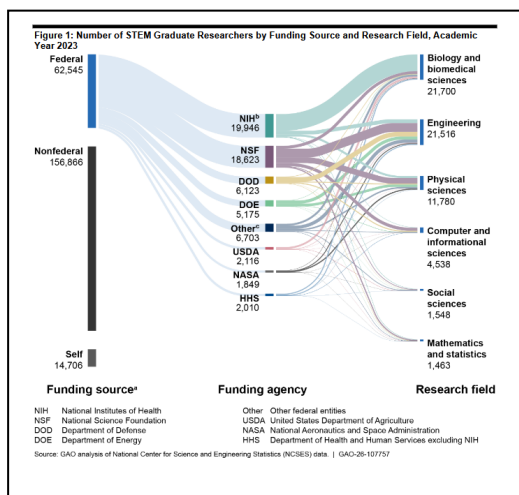 Figure 1: Number of STEM Graduate Researchers by Funding Source and Research Field, Academic
Year 2023
Federal
62,545
Nonfederal
156,866
Self
14,706
Funding sourceᵃ
NIHᵇ
19,946
NSF
18,623
DOD
6,123
DOE
5,175
Otherᶜ
6,703
USDA
2,116
NASA
1,849
HHS
2,010
Funding agency
Biology and
biomedical
sciences
21,700
Engineering
21,516
Physical
sciences
11,780
Computer and
informational sciences
4,538
Social
sciences
1,548
Mathematics
and statistics
1,463
Research field
NIH National Institutes of Health
NSF National Science Foundation
DOD Department of Defense
DOE Department of Energy
Other Other federal entities
USDA United States Department of Agriculture
NASA National Aeronautics and Space Administration
HHS Department of Health and Human Services excluding NIH
Source: GAO analysis of National Center for Science and Engineering Statistics (NCSES) data. | GAO-26-107757